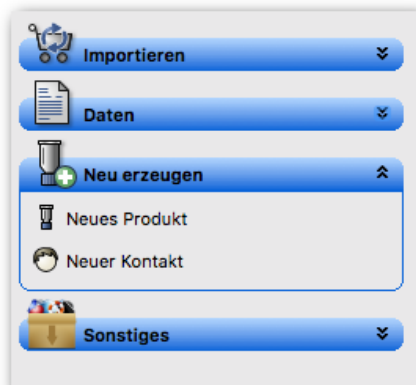 Importieren
Daten
Neu erzeugen
Neues Produkt
Neuer Kontakt
Sonstiges